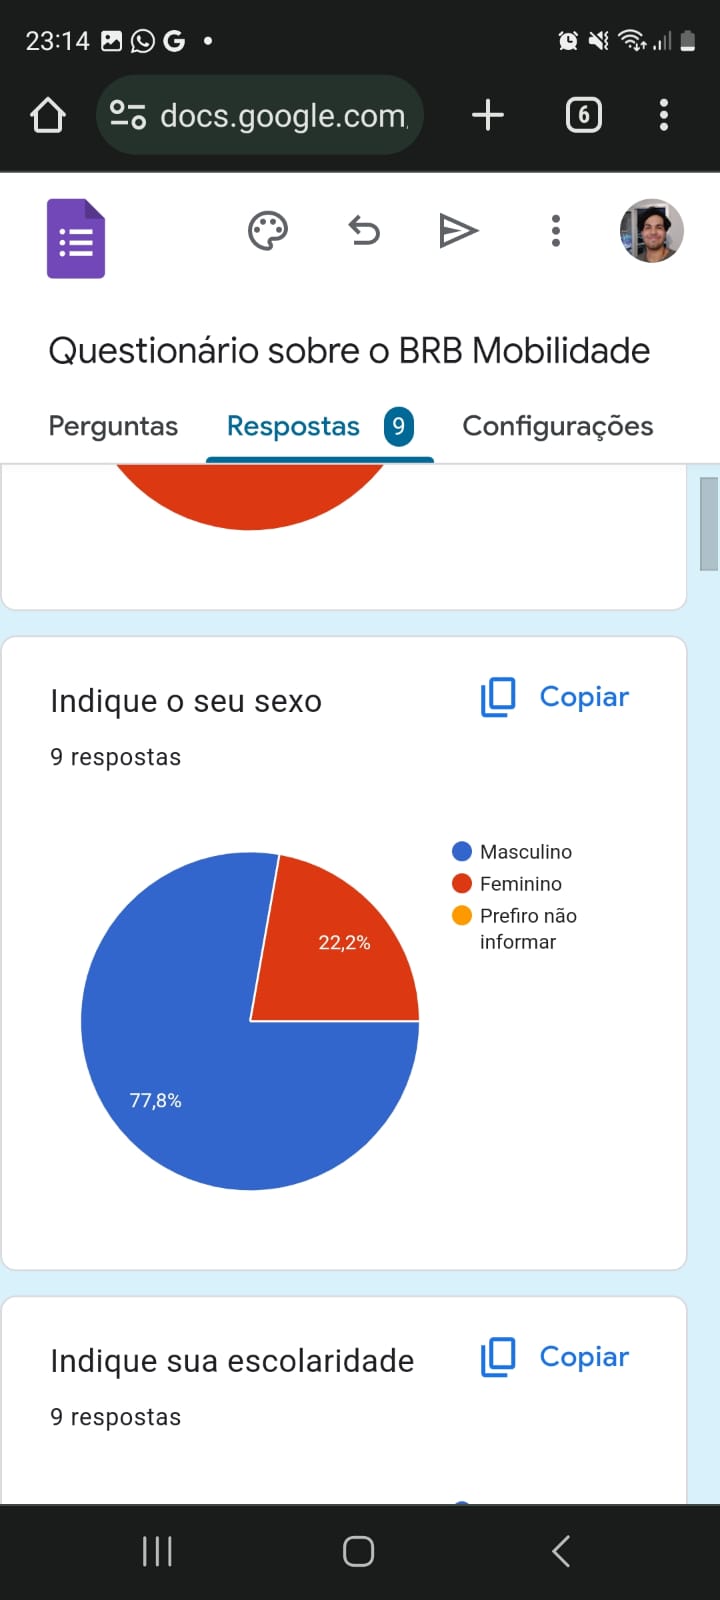 23:14
6
docs.google.com
Questionário sobre o BRB Mobilidade
Perguntas
Respostas 9
Configurações
Indique o seu sexo
Copiar
9 respostas
Masculino
Feminino
Prefiro não
informar
22,2%
77,8%
Indique sua escolaridade
Copiar
9 respostas